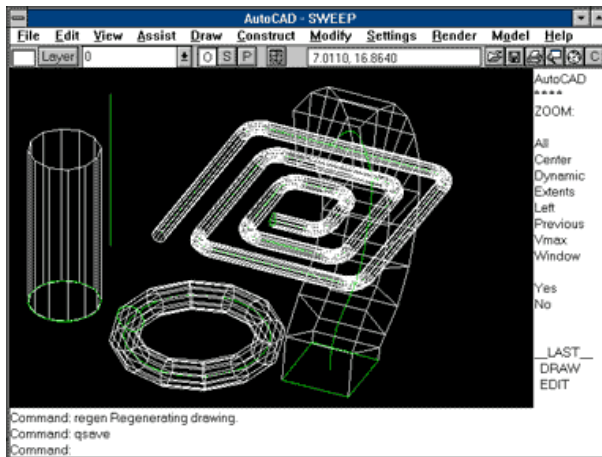 AutoCAD - SWEEP
File Edit View Assist Draw Construct Modify Settings Render Model Help
Layer 0 O S P 7.0110, 16.8640 C
AutoCAD
* * * *
ZOOM:
All
Center
Dynamic
Extents
Left
Previous
Vmax
Window
Yes
No
__LAST__
DRAW
EDIT
Command: regen Regenerating drawing.
Command: qsave
Command: